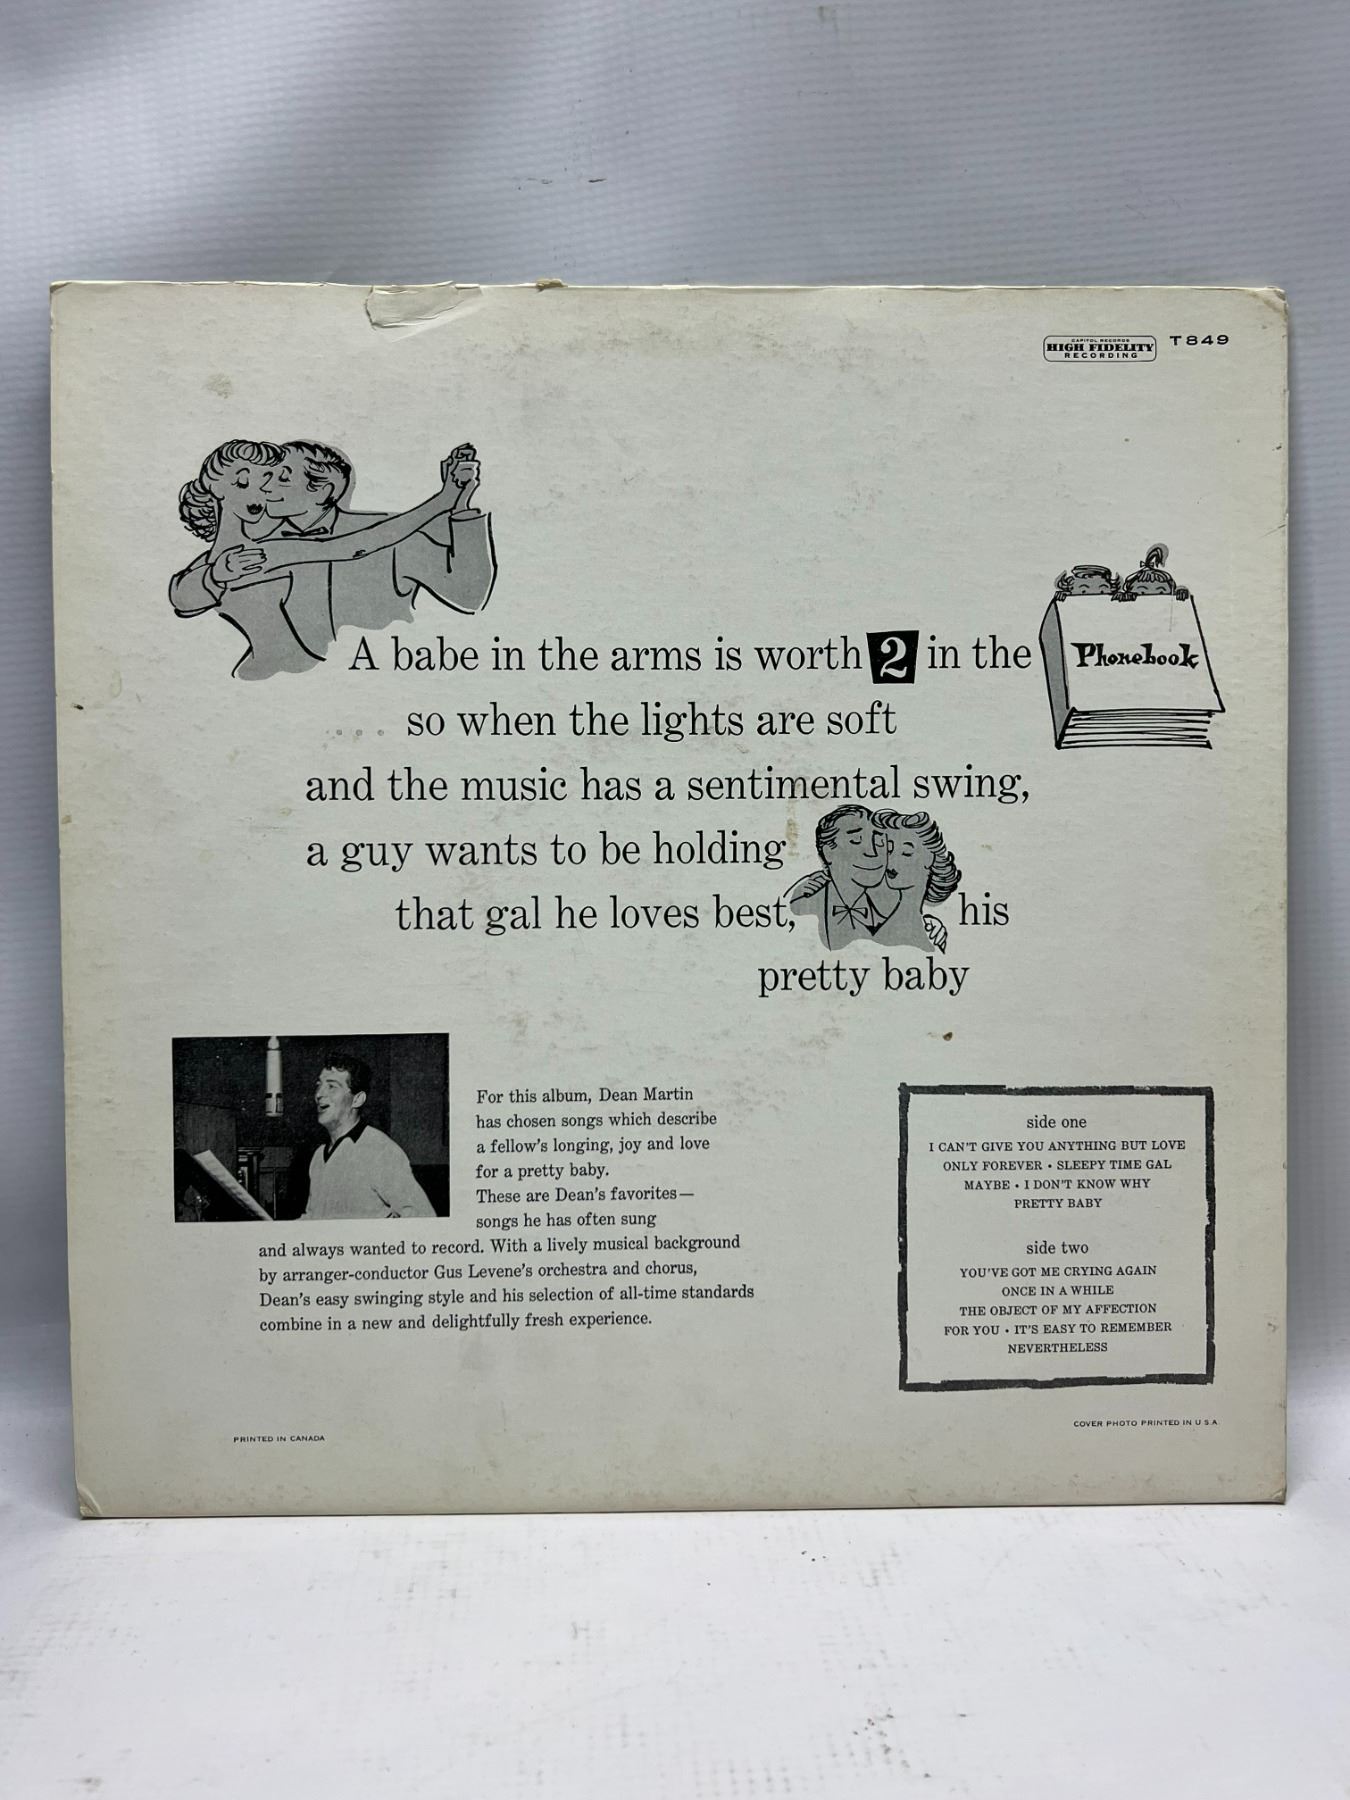 CAPITOL RECORDS
HIGH FIDELITY
RECORDING
T849
A babe in the arms is worth 2 in the
Phonebook
.... so when the lights are soft
and the music has a sentimental swing,
a guy wants to be holding
that gal he loves best, his
pretty baby
For this album, Dean Martin
has chosen songs which describe
a fellow's longing, joy and love
for a pretty baby.
These are Dean's favorites—
songs he has often sung
and always wanted to record. With a lively musical background
by arranger-conductor Gus Levene's orchestra and chorus,
Dean's easy swinging style and his selection of all-time standards
combine in a new and delightfully fresh experience.
side one
I CAN'T GIVE YOU ANYTHING BUT LOVE
ONLY FOREVER • SLEEPY TIME GAL
MAYBE • I DON'T KNOW WHY
PRETTY BABY
side two
YOU'VE GOT ME CRYING AGAIN
ONCE IN A WHILE
THE OBJECT OF MY AFFECTION
FOR YOU • IT'S EASY TO REMEMBER
NEVERTHELESS
COVER PHOTO PRINTED IN U.S.A.
PRINTED IN CANADA